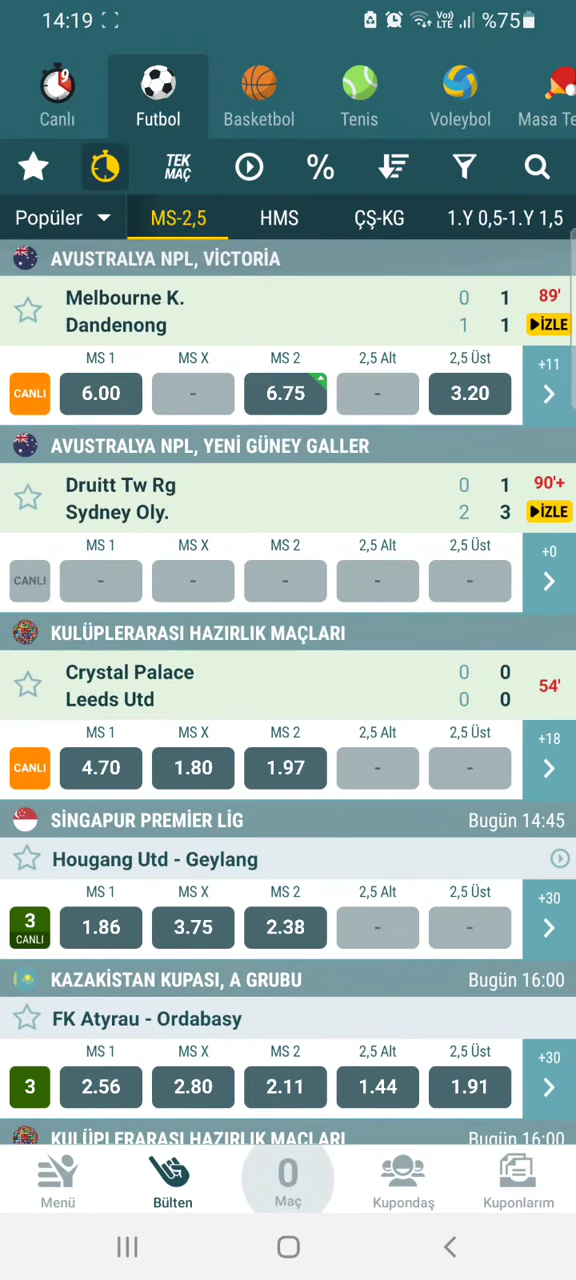 14:19 Vo) LTE %75
Canlı Futbol Basketbol Tenis Voleybol Masa Te
9
TEK MAÇ %
Popüler MS-2,5 HMS ÇŞ-KG 1.Y 0,5-1.Y 1,5
AVUSTRALYA NPL, VİCTORİA
Melbourne K. 0 1 89'
Dandenong 1 1 İZLE
MS 1 MS X MS 2 2,5 Alt 2,5 Üst +11
CANLI 6.00 - 6.75 - 3.20
AVUSTRALYA NPL, YENİ GÜNEY GALLER
Druitt Tw Rg 0 1 90'+
Sydney Oly. 2 3 İZLE
MS 1 MS X MS 2 2,5 Alt 2,5 Üst +0
CANLI - - - - -
KULÜPLERARASI HAZIRLIK MAÇLARI
Crystal Palace 0 0 54'
Leeds Utd 0 0
MS 1 MS X MS 2 2,5 Alt 2,5 Üst +18
CANLI 4.70 1.80 1.97 - -
SİNGAPUR PREMİER LİG Bugün 14:45
Hougang Utd - Geylang
MS 1 MS X MS 2 2,5 Alt 2,5 Üst +30
3 CANLI 1.86 3.75 2.38 - -
KAZAKİSTAN KUPASI, A GRUBU Bugün 16:00
FK Atyrau - Ordabasy
MS 1 MS X MS 2 2,5 Alt 2,5 Üst +30
3 2.56 2.80 2.11 1.44 1.91
KULÜPLERARASI HAZIRLIK MAÇLARI Bugün 16:00
0
Menü Bülten Maç Kupondaş Kuponlarım